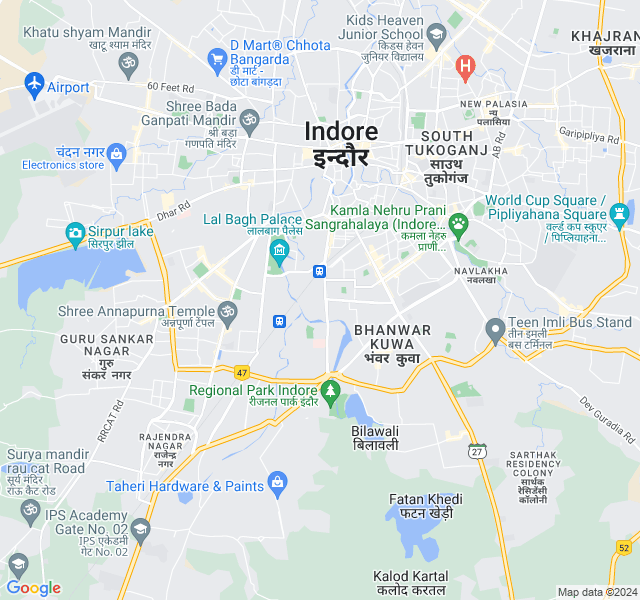 Kids Heaven
Junior School
किडस हेवन
जुनियर विद्यालय
Khatu shyam Mandir
खाटू श्याम मंदिर
KHAJRAN
खजराना
D Mart® Chhota
Bangarda
डी मार्ट -
छोटा बांगड़दा
H
Airport
60 Feet Rd
Shree Bada
Ganpati Mandir
श्री बड़ा
गणपति मंदिर
NEW PALASIA
न्यू
पलासिया
Indore
इन्दौर
SOUTH
TUKOGANJ
साउथ
तुकोगंज
AB Rd
Garipipliya Rd
चंदन नगर
Electronics store
Dhar Rd
Lal Bagh Palace
लालबाग पैलेस
Kamla Nehru Prani
Sangrahalaya (Indore...
कमला नेहरु
प्राणी...
World Cup Square /
Pipliyahana Square
वर्ल्ड कप स्कूएर
/ पिप्लियाहना...
Sirpur lake
सिरपुर झील
NAVLAKHA
नवलखा
Shree Annapurna Temple
अन्नपूर्णा टेंपल
Teen Imli Bus Stand
तीन इमली
बस टर्मिनल
BHANWAR
KUWA
भंवर कुवा
GURU SANKAR
NAGAR
गुरु
संकर नगर
47
Regional Park Indore
रीजनल पार्क इंदौर
Dev Guradia Rd
RRCAT Rd
Bilawali
बिलावली
RAJENDRA
NAGAR
राजेन्द्र
नगर
27
Surya mandir
rau cat Road
सूर्य मंदिर
राऊ कैट रोड
SARTHAK
RESIDENCY
COLONY
सार्थक
रेसिडेंसी
कॉलोनी
Taheri Hardware & Paints
Fatan Khedi
फटन खेड़ी
IPS Academy
Gate No. 02
IPS एकेडमी
गेट No. 02
52
Kalod Kartal
कलोद करतल
Google
Map data ©2024